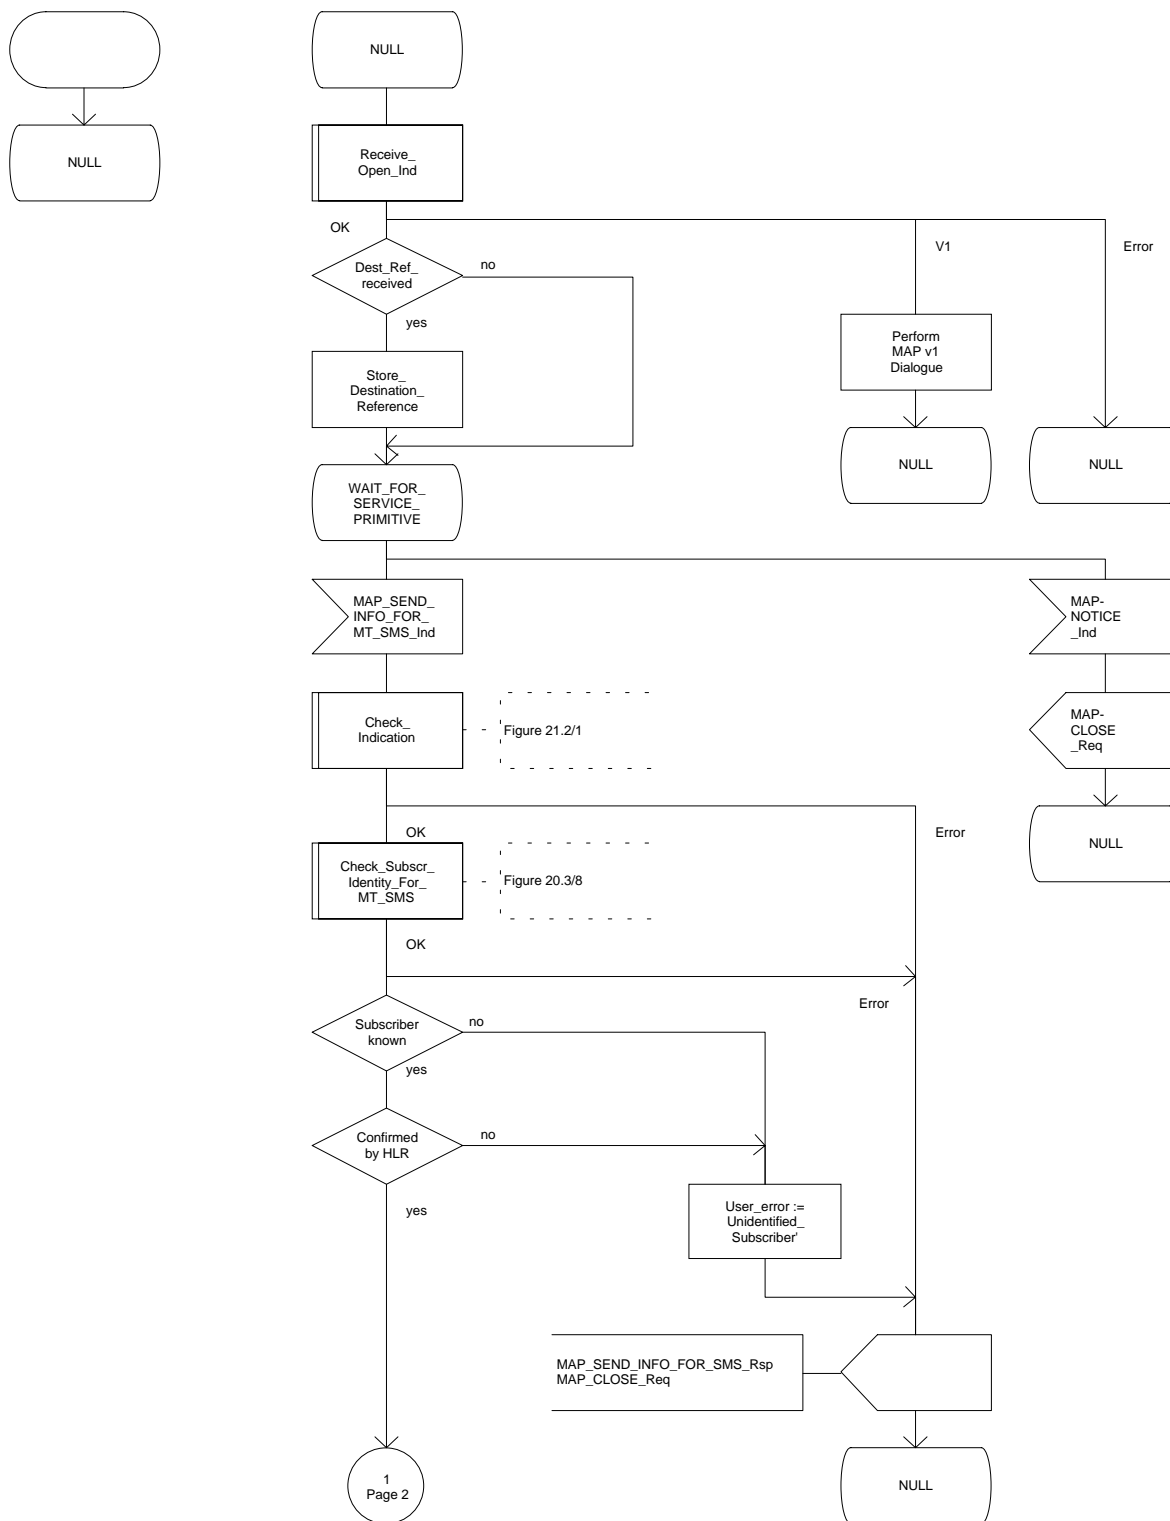 NULL
NULL
Receive_
Open_Ind
OK
V1
Error
Dest_Ref_
received
no
yes
Perform
MAP v1
Dialogue
Store_
Destination_
Reference
NULL
NULL
WAIT_FOR_
SERVICE_
PRIMITIVE
MAP_SEND_
INFO_FOR_
MT_SMS_Ind
MAP-
NOTICE
_Ind
Check_
Indication
Figure 21.2/1
MAP-
CLOSE
_Req
OK
Error
NULL
Check_Subscr_
Identity_For_
MT_SMS
Figure 20.3/8
OK
Error
Subscriber
known
no
yes
Confirmed
by HLR
no
yes
User_error :=
Unidentified_
Subscriber'
MAP_SEND_INFO_FOR_SMS_Rsp
MAP_CLOSE_Req
1
Page 2
NULL